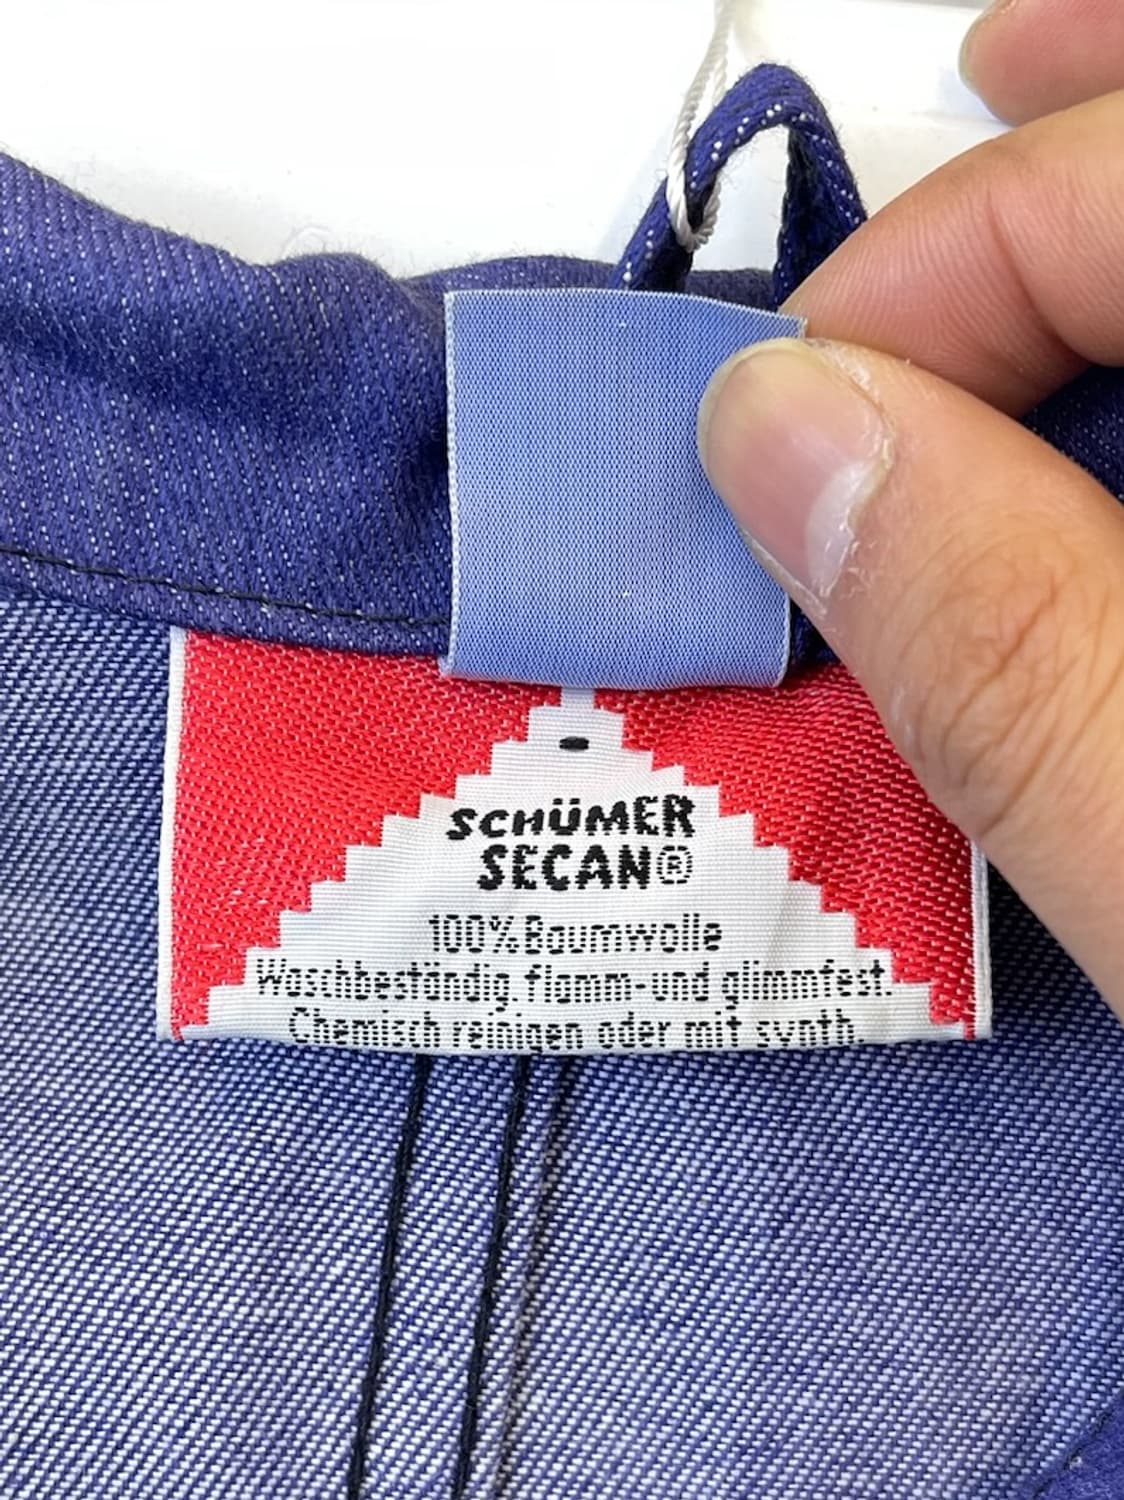 SCHÜMER
SECAN®
100% Baumwolle
Waschbeständig. flamm- und glimmfest.
Chemisch reinigen oder mit synth.